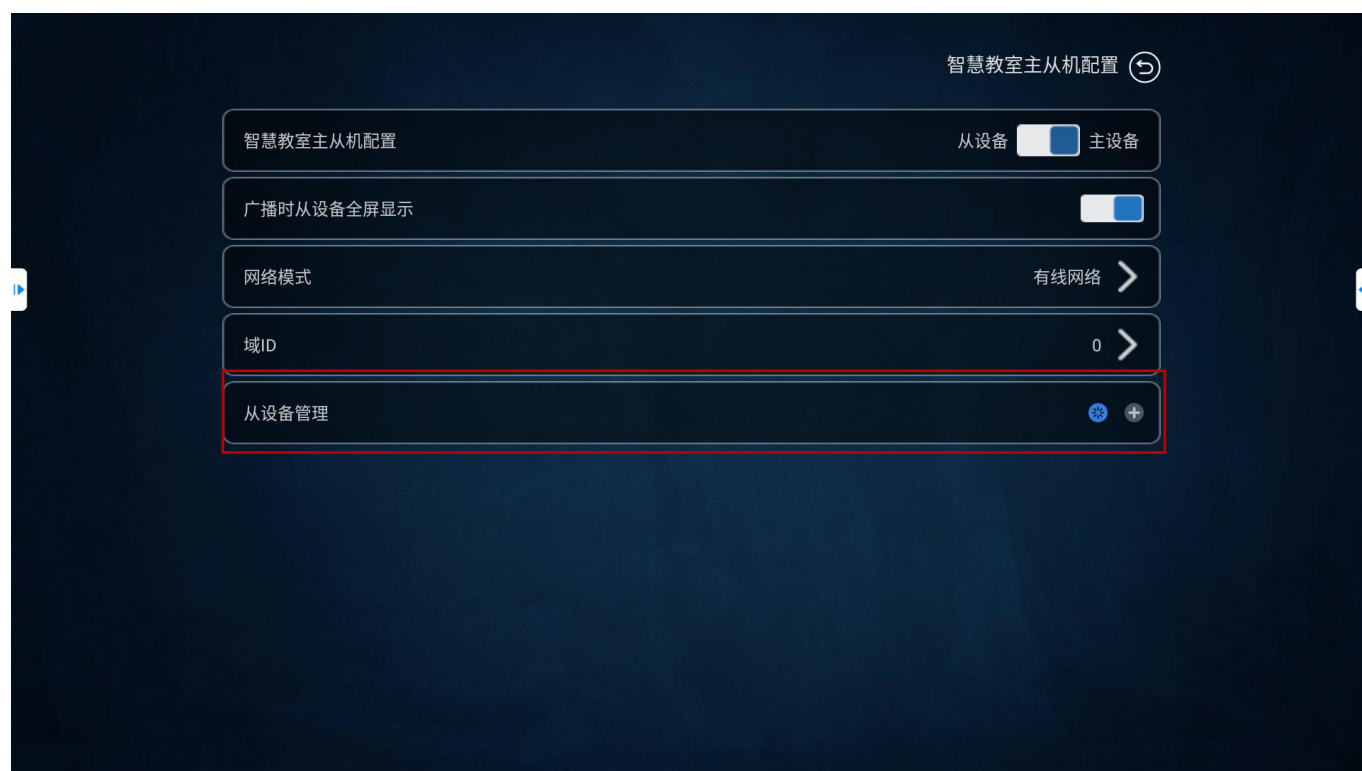 智慧教室主从机配置
智慧教室主从机配置 从设备 主设备
广播时从设备全屏显示
网络模式 有线网络
域ID 0
从设备管理